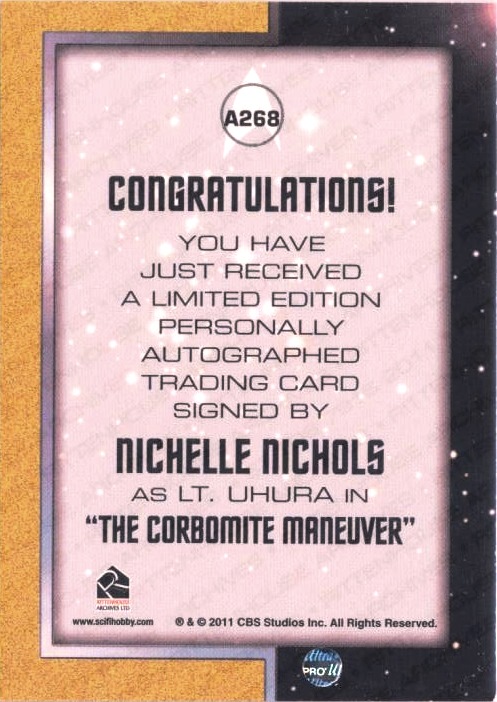 A268
CONGRATULATIONS!
YOU HAVE
JUST RECEIVED
A LIMITED EDITION
PERSONALLY
AUTOGRAPHED
TRADING CARD
SIGNED BY
NICHELLE NICHOLS
AS LT. UHURA IN
“THE CORBOMITE MANEUVER”
RITTENHOUSE
ARCHIVES LTD
www.scifihobby.com ® & © 2011 CBS Studios Inc. All Rights Reserved.
Ultra
PRO